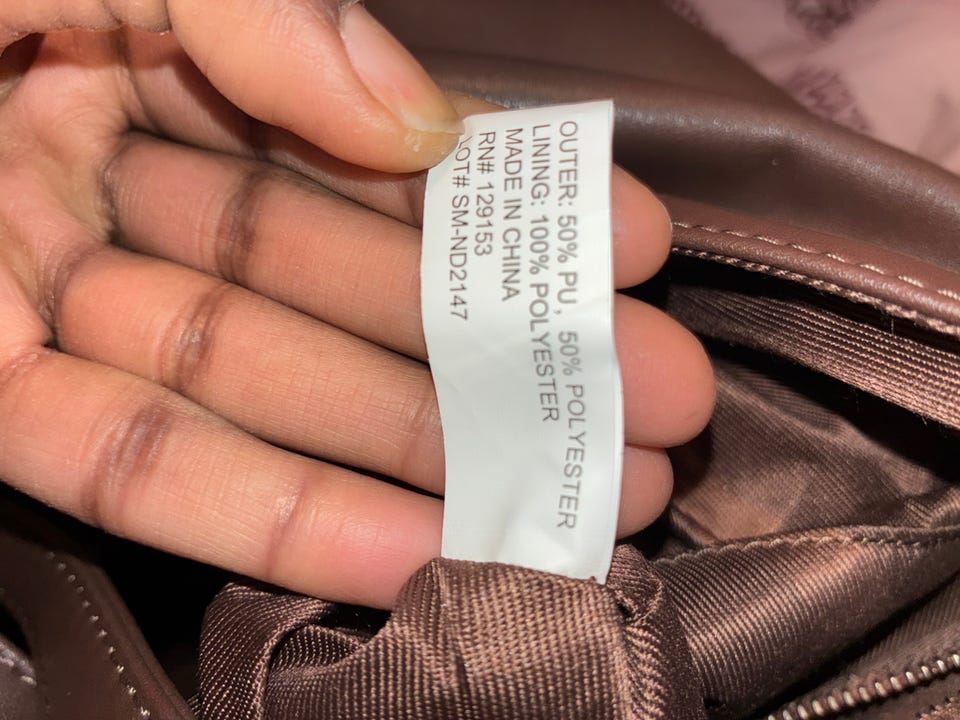 OUTER: 50% PU, 50% POLYESTER
LINING: 100% POLYESTER
MADE IN CHINA
RN# 129153
LOT# SM-ND2147